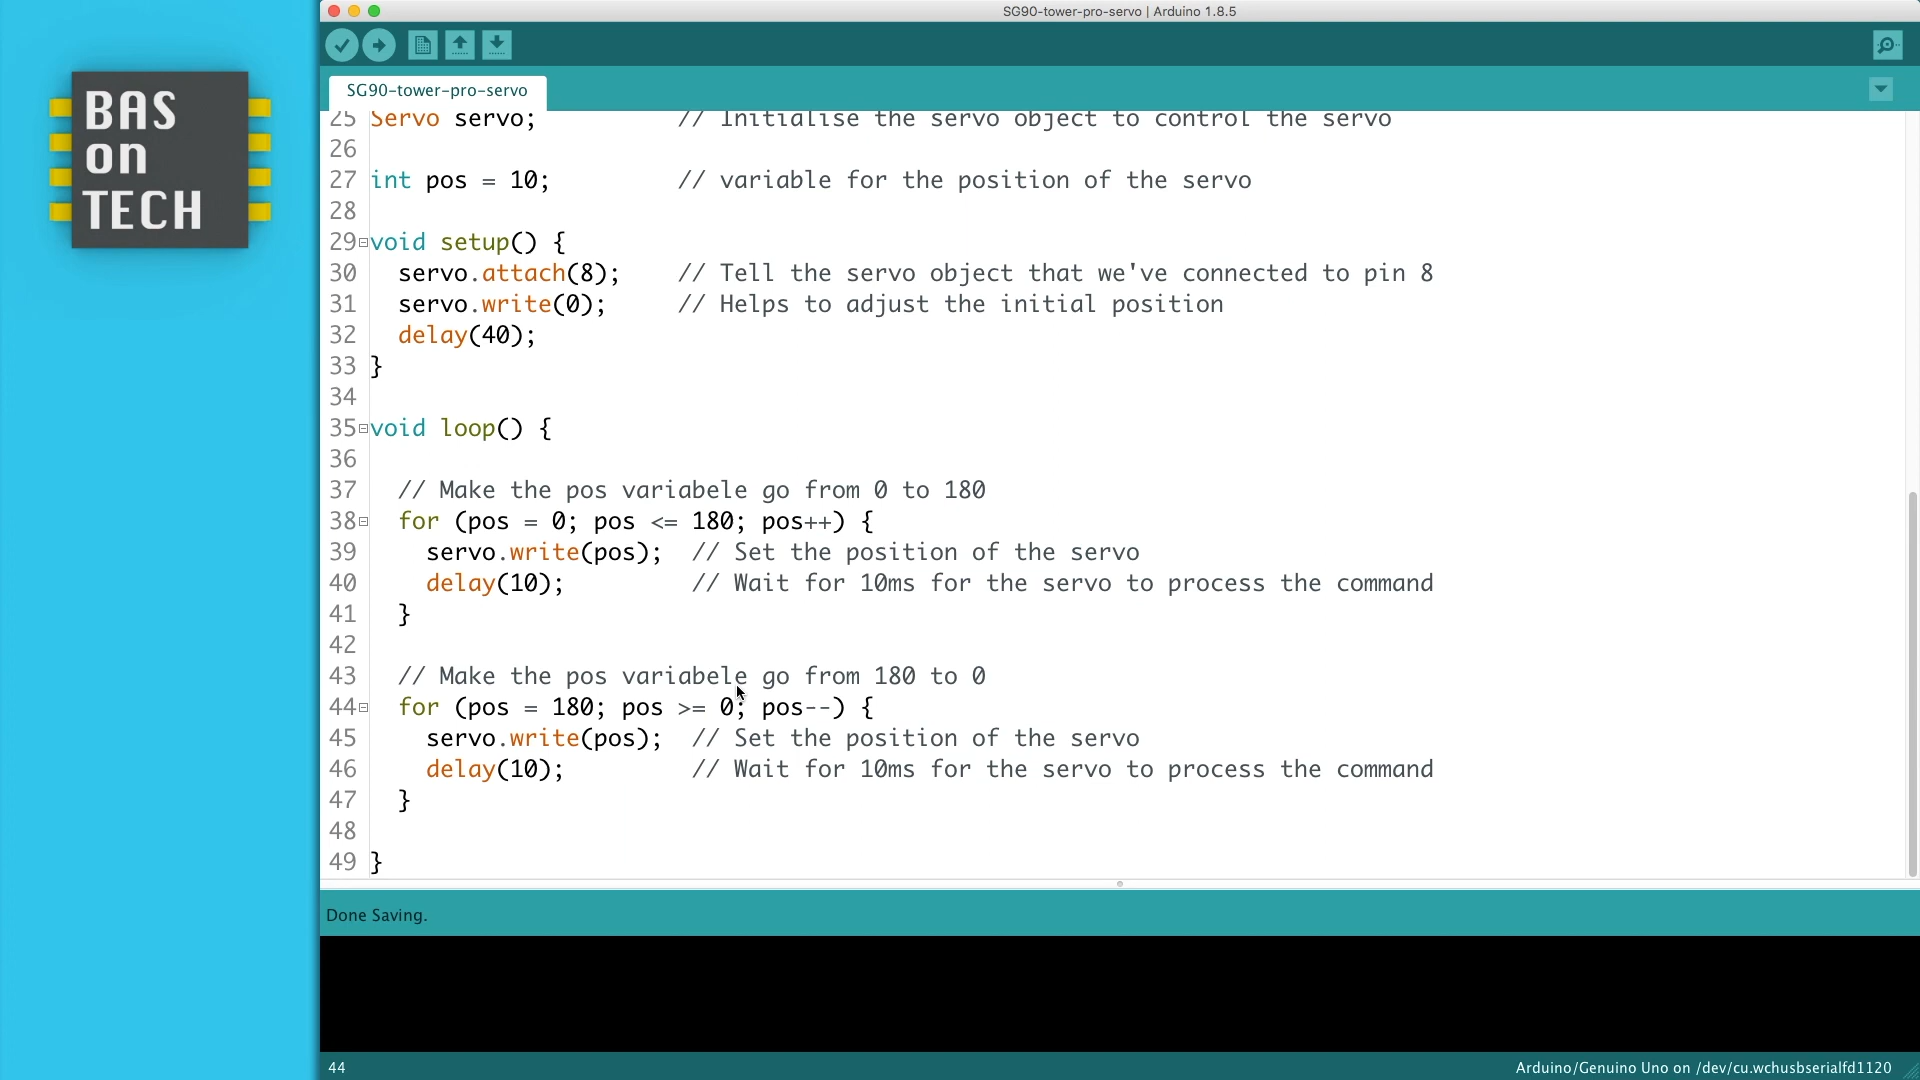 SG90-tower-pro-servo | Arduino 1.8.5
BAS
on
TECH
SG90-tower-pro-servo
25 Servo servo; // Initialise the servo object to control the servo
26
27 int pos = 10; // variable for the position of the servo
28
29 void setup() {
30 servo.attach(8); // Tell the servo object that we've connected to pin 8
31 servo.write(0); // Helps to adjust the initial position
32 delay(40);
33 }
34
35 void loop() {
36
37 // Make the pos variabele go from 0 to 180
38 for (pos = 0; pos <= 180; pos++) {
39 servo.write(pos); // Set the position of the servo
40 delay(10); // Wait for 10ms for the servo to process the command
41 }
42
43 // Make the pos variabele go from 180 to 0
44 for (pos = 180; pos >= 0; pos--) {
45 servo.write(pos); // Set the position of the servo
46 delay(10); // Wait for 10ms for the servo to process the command
47 }
48
49 }
Done Saving.
44
Arduino/Genuino Uno on /dev/cu.wchusbserialfd1120